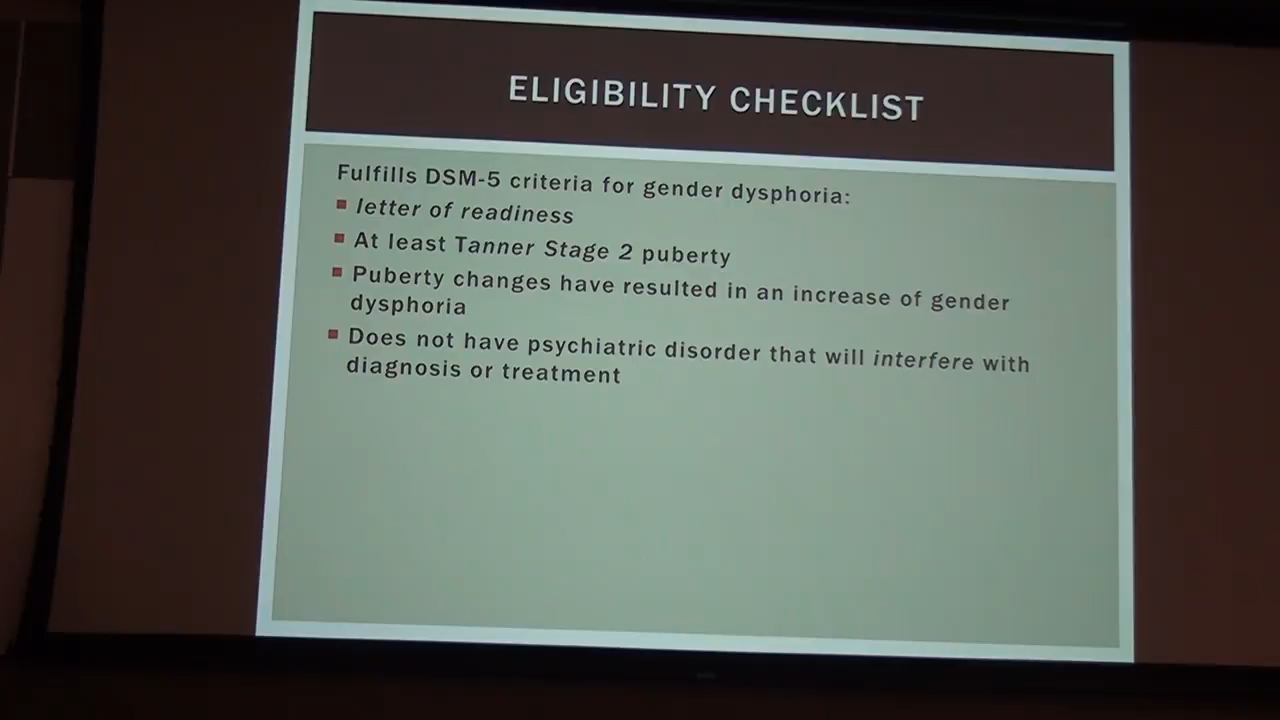 ELIGIBILITY CHECKLIST
Fulfills DSM-5 criteria for gender dysphoria:
letter of readiness
At least Tanner Stage 2 puberty
Puberty changes have resulted in an increase of gender
dysphoria
Does not have psychiatric disorder that will interfere with
diagnosis or treatment